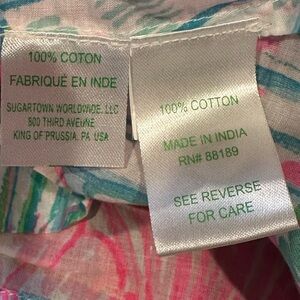 100% COTON
FABRIQUÉ EN INDE
SUGARTOWN WORLDWIDE, LLC
800 THIRD AVENUE
KING OF PRUSSIA, PA USA
100% COTTON
MADE IN INDIA
RN# 88189
SEE REVERSE
FOR CARE